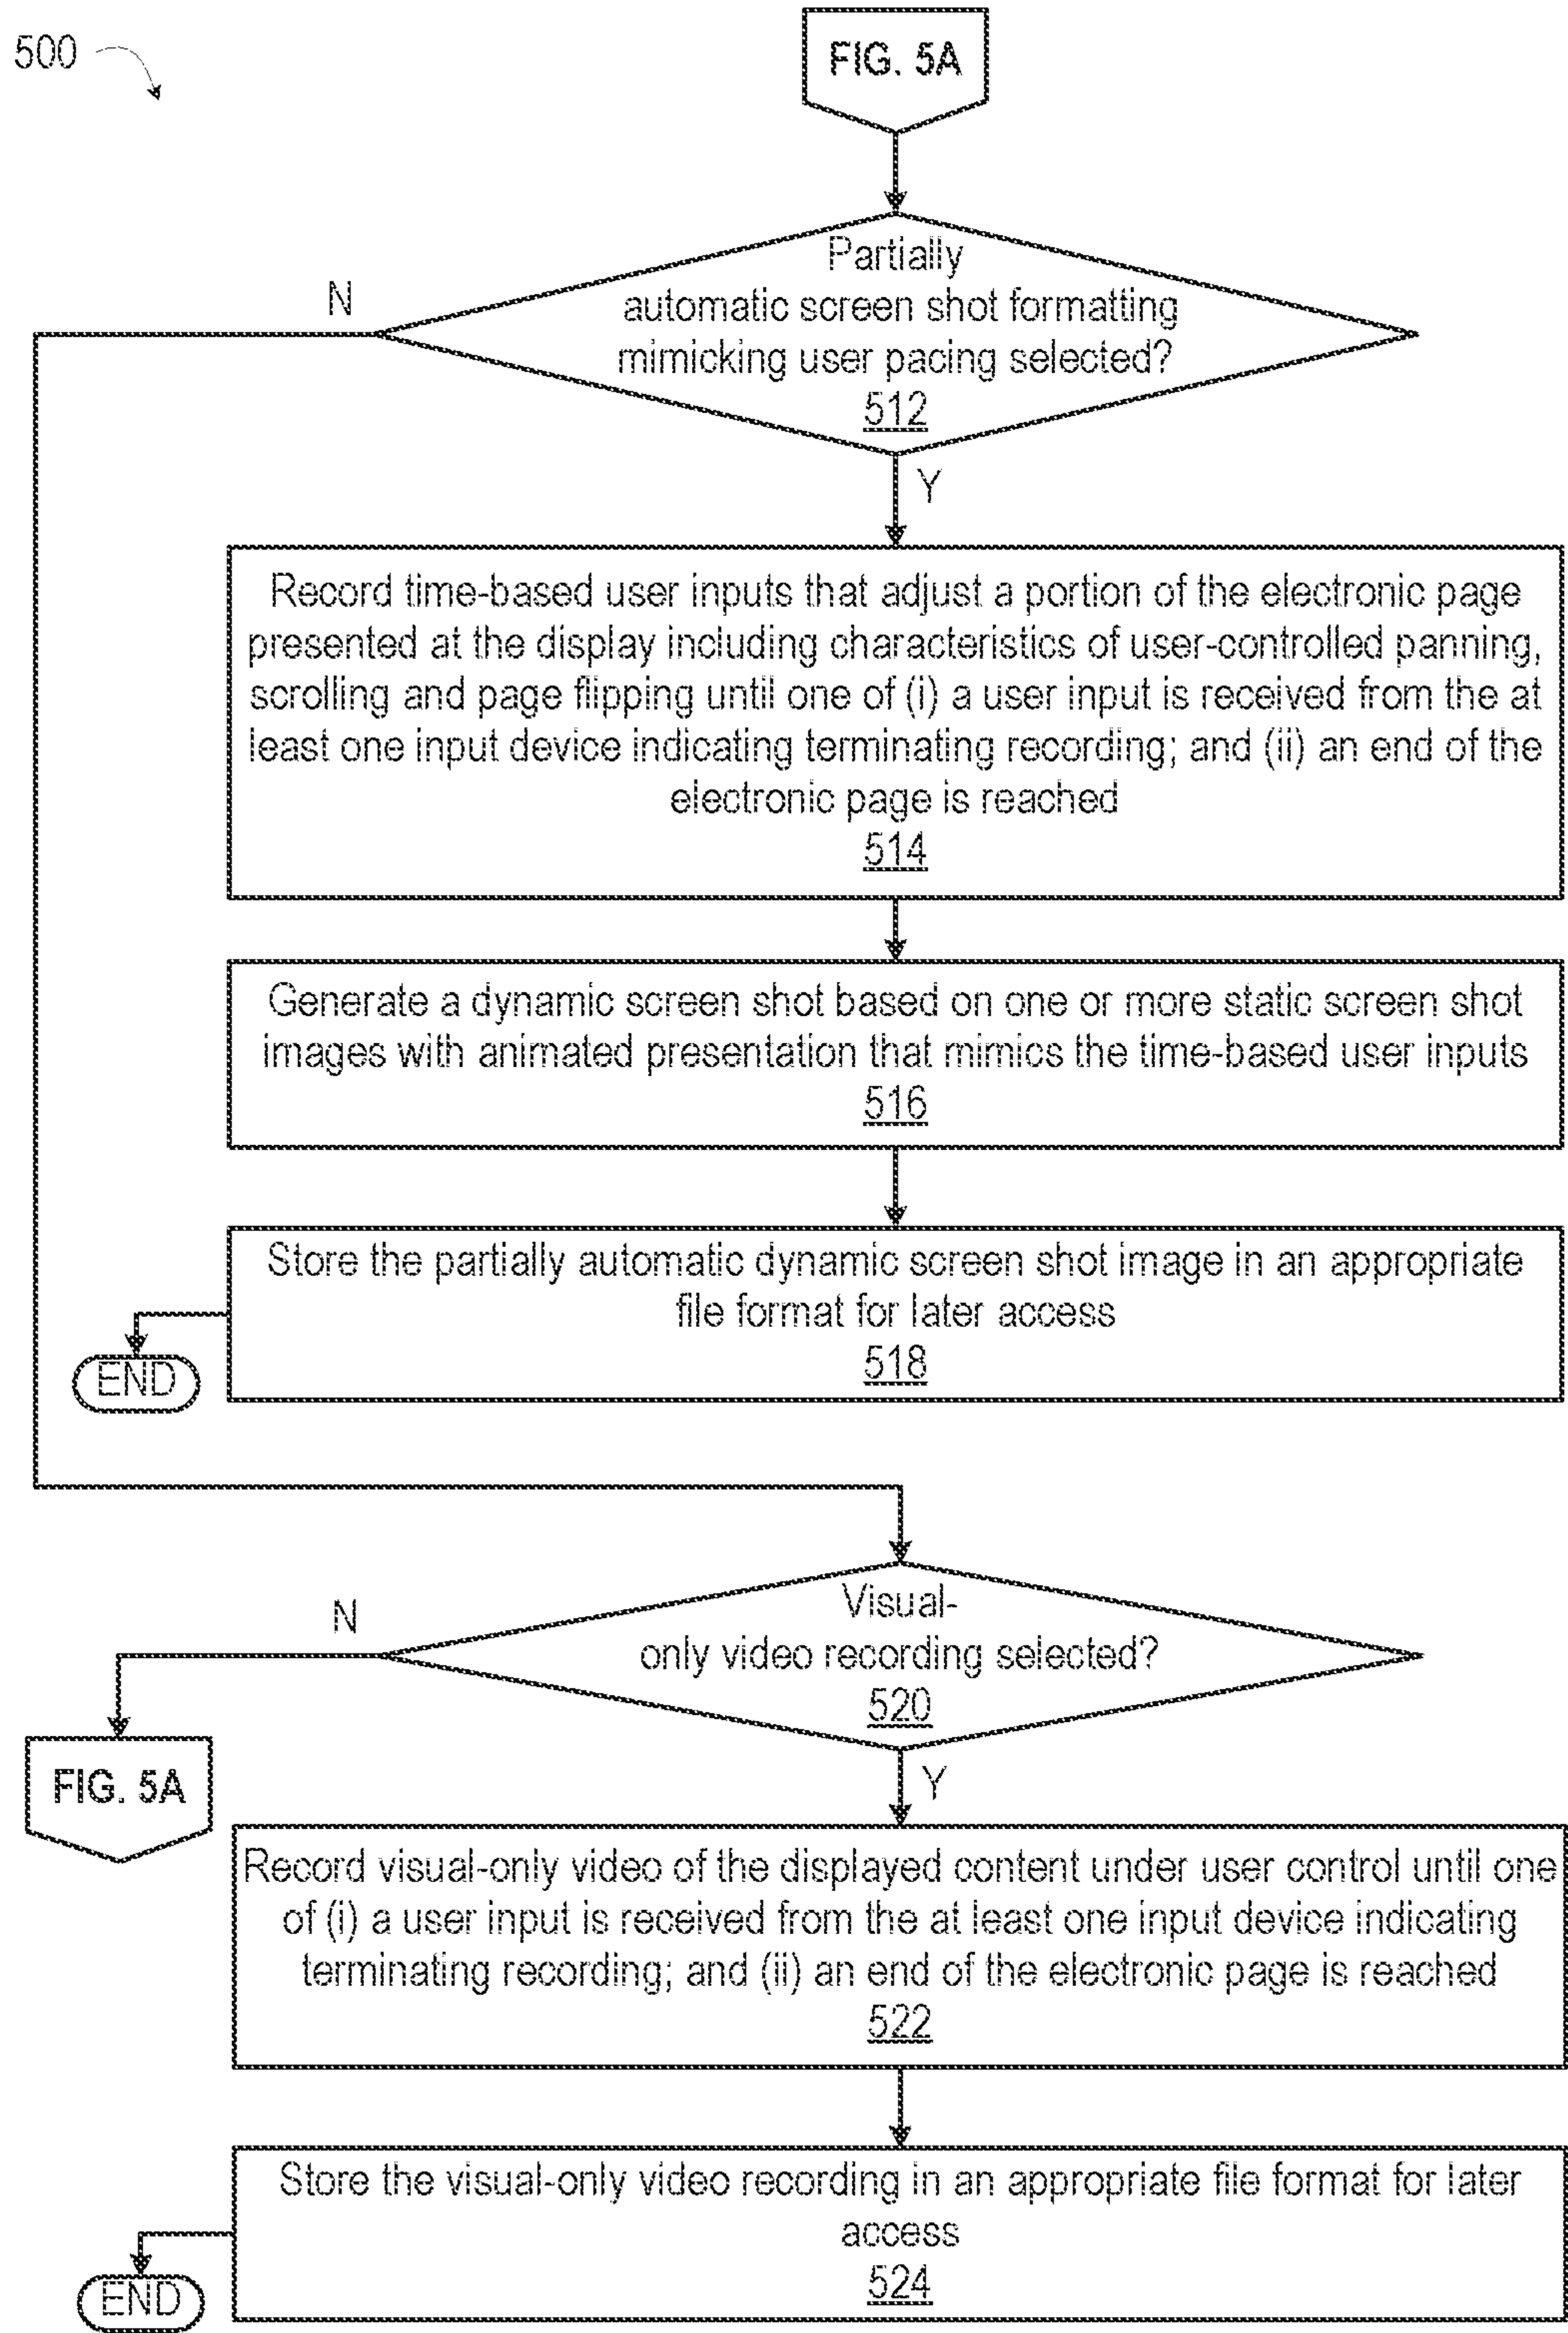 500
FIG. 5A
Partially
automatic screen shot formatting
mimicking user pacing selected?
512
N
Y
Record time-based user inputs that adjust a portion of the electronic page
presented at the display including characteristics of user-controlled panning,
scrolling and page flipping until one of (i) a user input is received from the at
least one input device indicating terminating recording; and (ii) an end of the
electronic page is reached
514
Generate a dynamic screen shot based on one or more static screen shot
images with animated presentation that mimics the time-based user inputs
516
Store the partially automatic dynamic screen shot image in an appropriate
file format for later access
518
END
Visual-
only video recording selected?
520
N
Y
FIG. 5A
Record visual-only video of the displayed content under user control until one
of (i) a user input is received from the at least one input device indicating
terminating recording; and (ii) an end of the electronic page is reached
522
Store the visual-only video recording in an appropriate file format for later
access
524
END